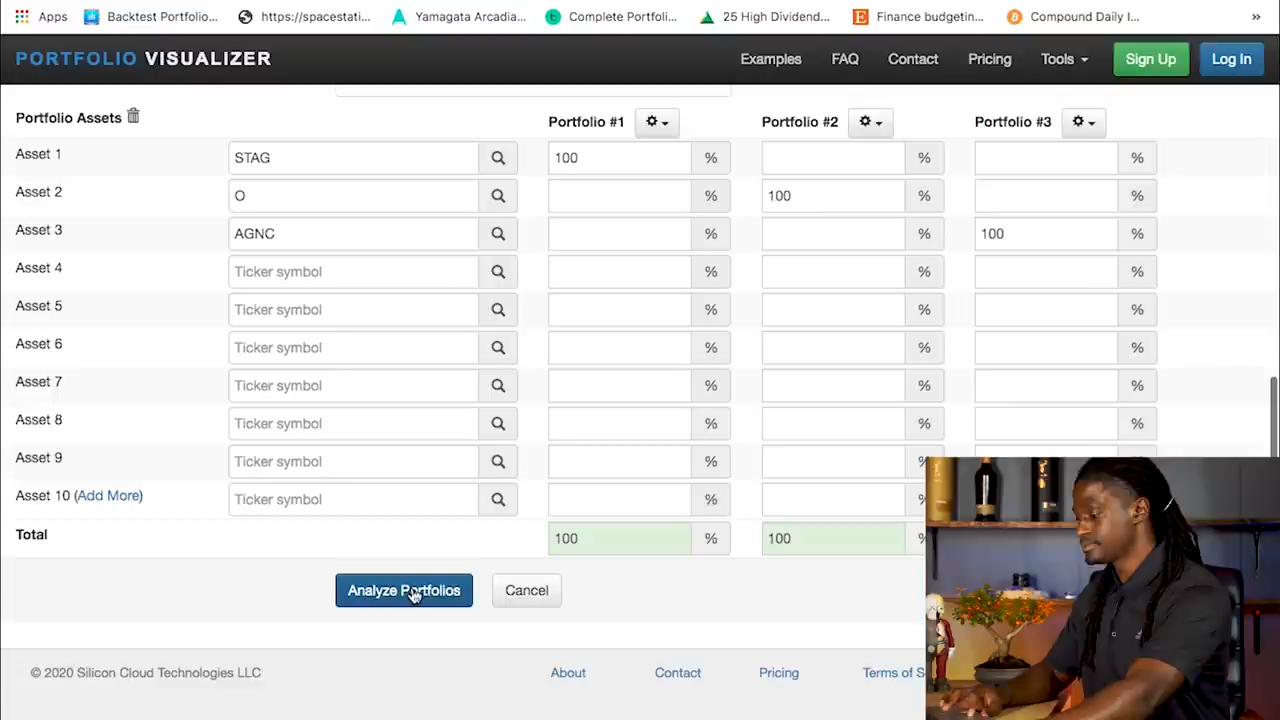 Apps Backtest Portfolio... https://spacestati... Yamagata Arcadia... Complete Portfoli... 25 High Dividend... Finance budgetin... Compound Daily I... »
PORTFOLIO VISUALIZER Examples FAQ Contact Pricing Tools Sign Up Log In
Portfolio Assets Portfolio #1 Portfolio #2 Portfolio #3
Asset 1 STAG 100 % % %
Asset 2 O % 100 % %
Asset 3 AGNC % % 100 %
Asset 4 Ticker symbol % % %
Asset 5 Ticker symbol % % %
Asset 6 Ticker symbol % % %
Asset 7 Ticker symbol % % %
Asset 8 Ticker symbol % % %
Asset 9 Ticker symbol % %
Asset 10 (Add More) Ticker symbol % %
Total 100 % 100 %
Analyze Portfolios Cancel
© 2020 Silicon Cloud Technologies LLC About Contact Pricing Terms of S